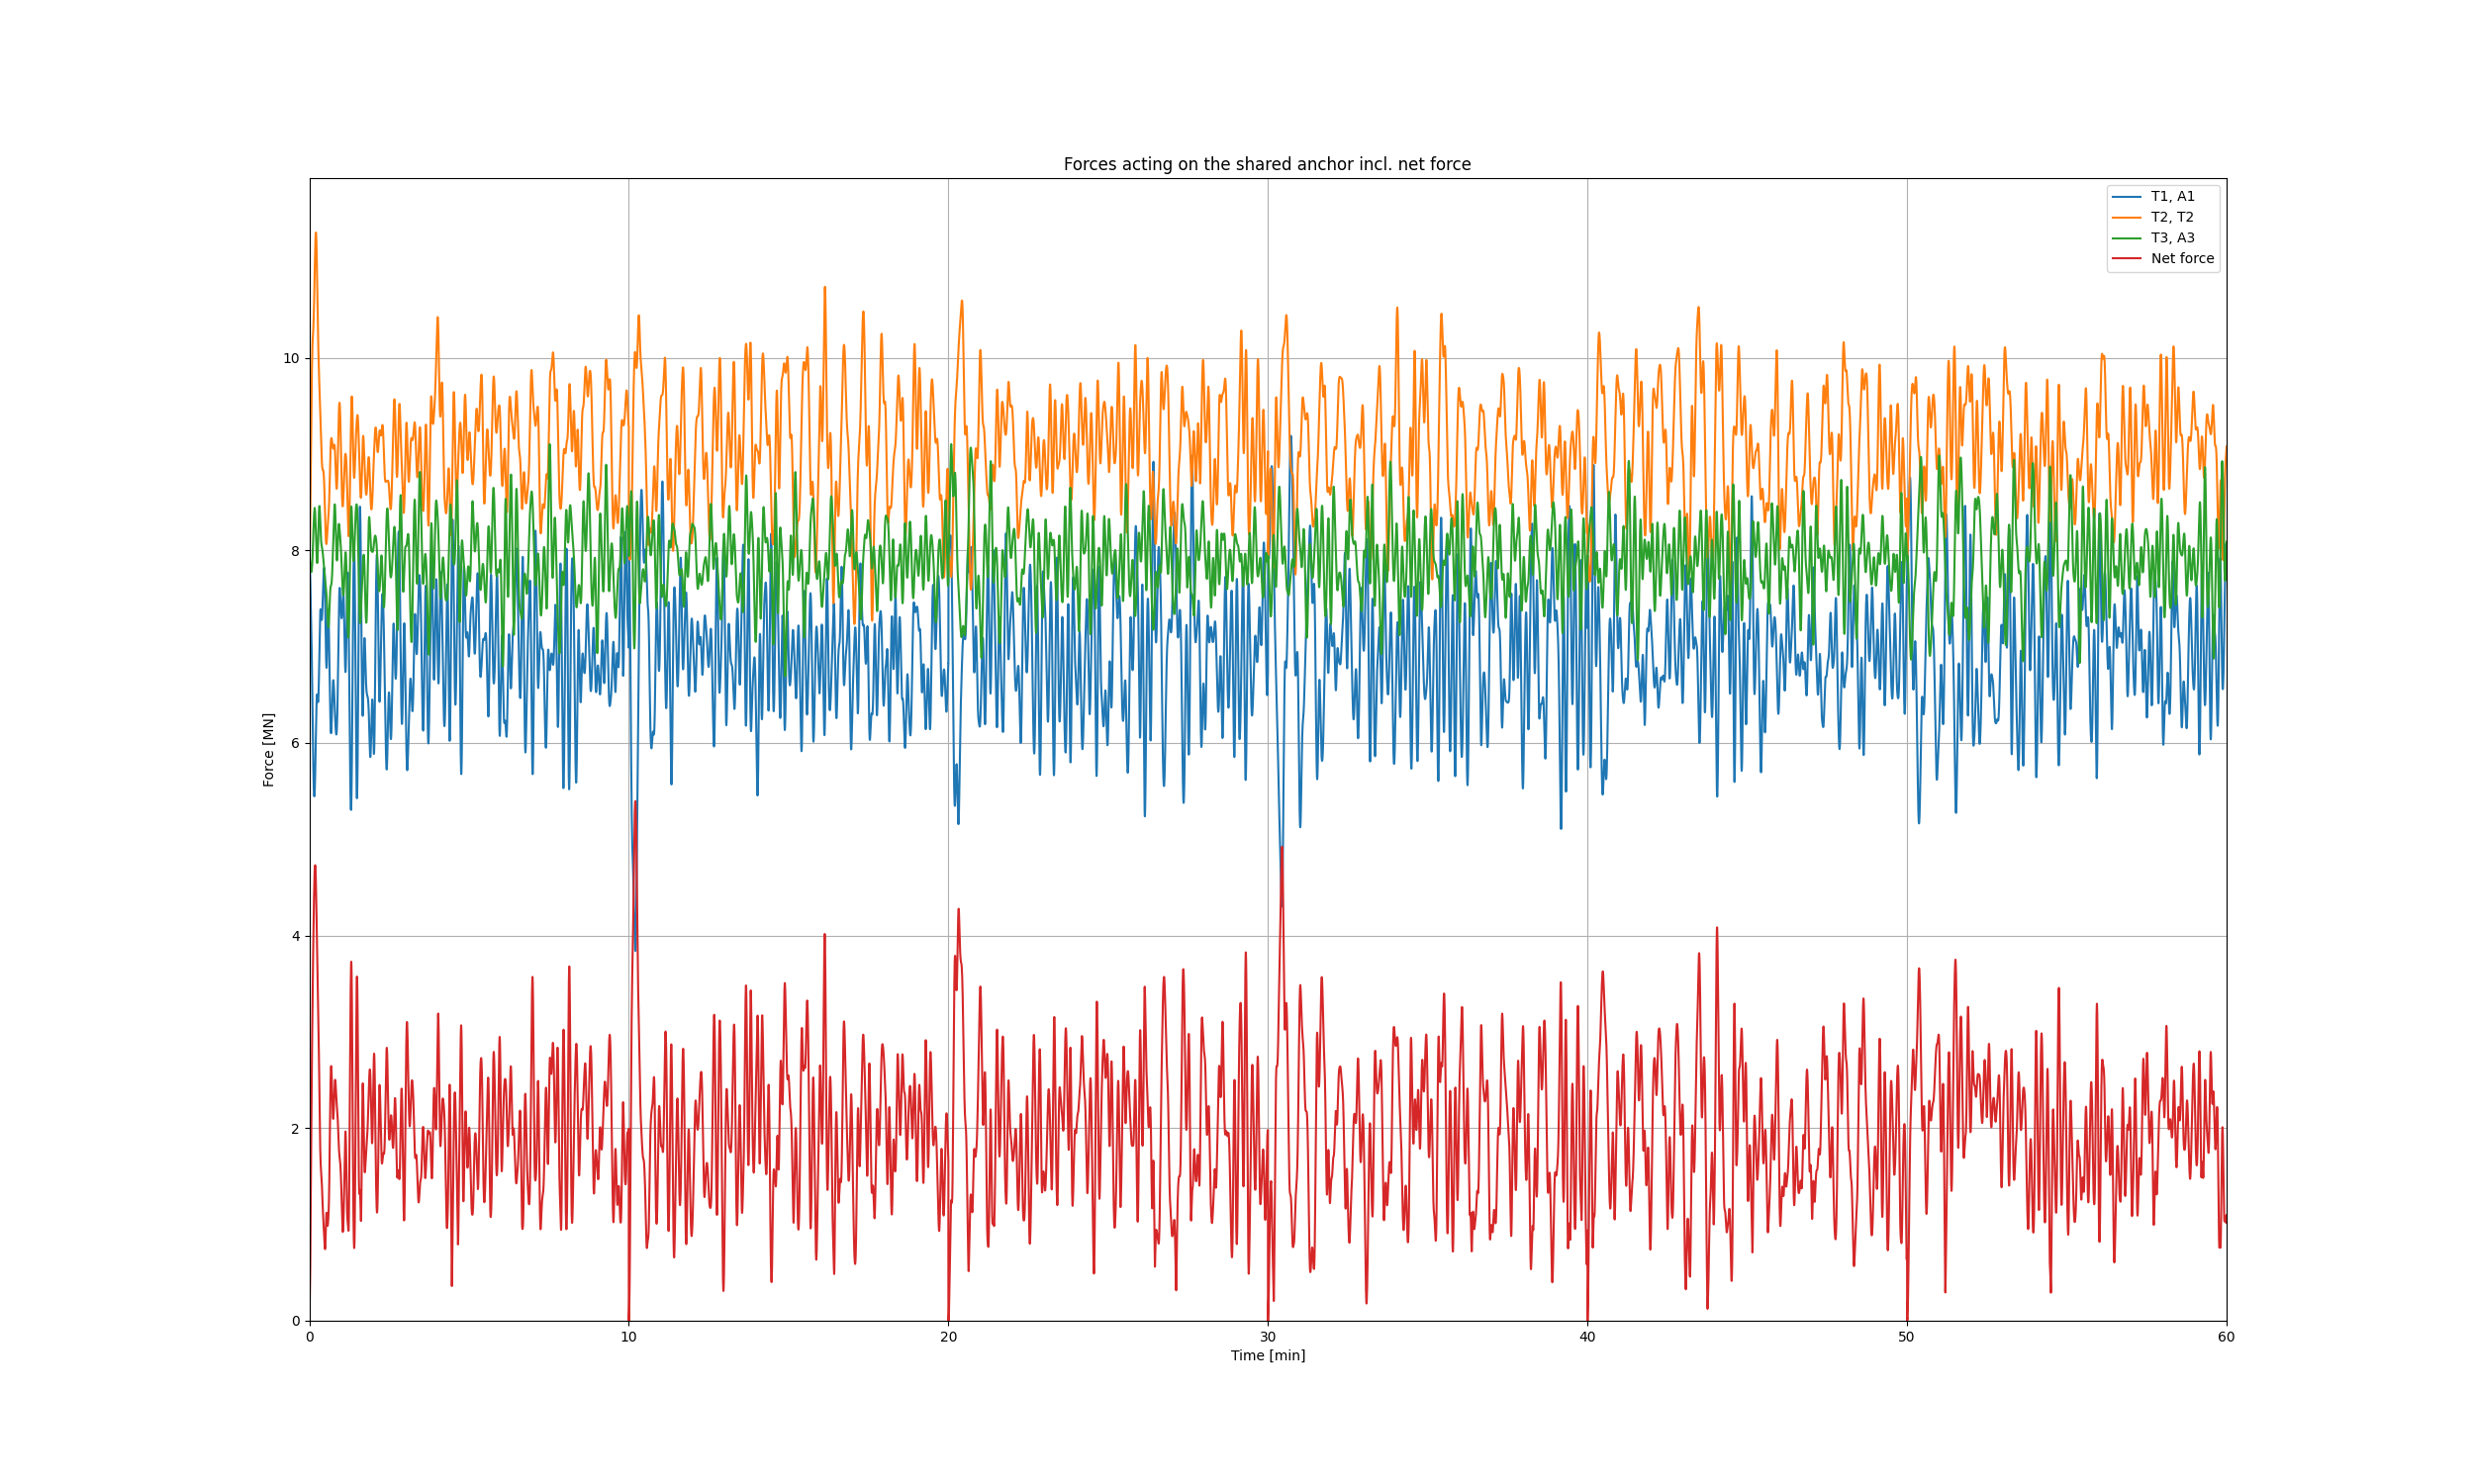 Forces acting on the shared anchor incl. net force
T1, A1
T2, T2
T3, A3
Net force
Force [MN]
10
8
6
4
2
0
0 10 20 30 40 50 60
Time [min]